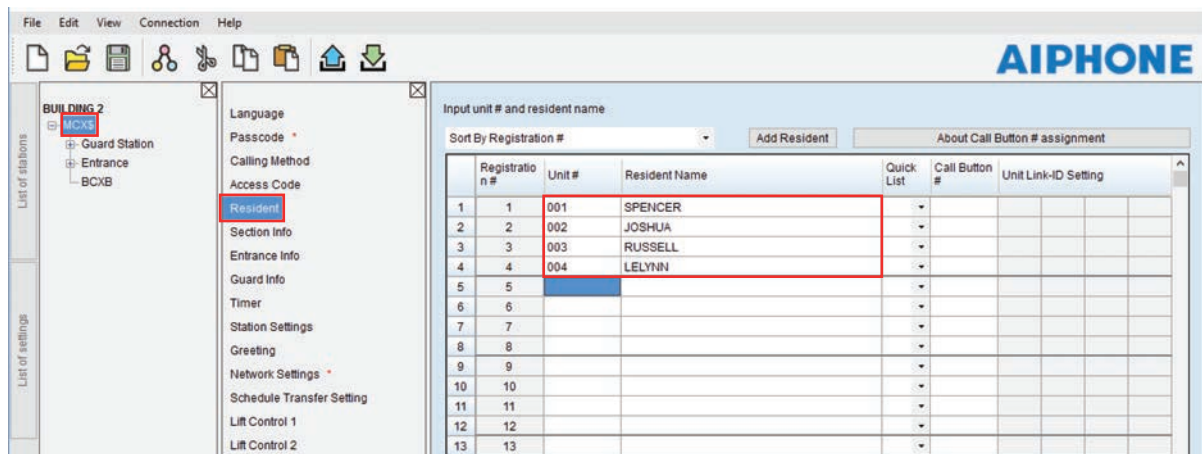 File Edit View Connection Help
AIPHONE
List of stations
List of settings
BUILDING 2
MCXS
Guard Station
Entrance
BCXB
Language
Passcode *
Calling Method
Access Code
Resident
Section Info
Entrance Info
Guard Info
Timer
Station Settings
Greeting
Network Settings *
Schedule Transfer Setting
Lift Control 1
Lift Control 2
Input unit # and resident name
Sort By Registration # Add Resident About Call Button # assignment
Registratio n # Unit # Resident Name Quick List Call Button # Unit Link-ID Setting
1 1 001 SPENCER
2 2 002 JOSHUA
3 3 003 RUSSELL
4 4 004 LELYNN
5 5
6 6
7 7
8 8
9 9
10 10
11 11
12 12
13 13